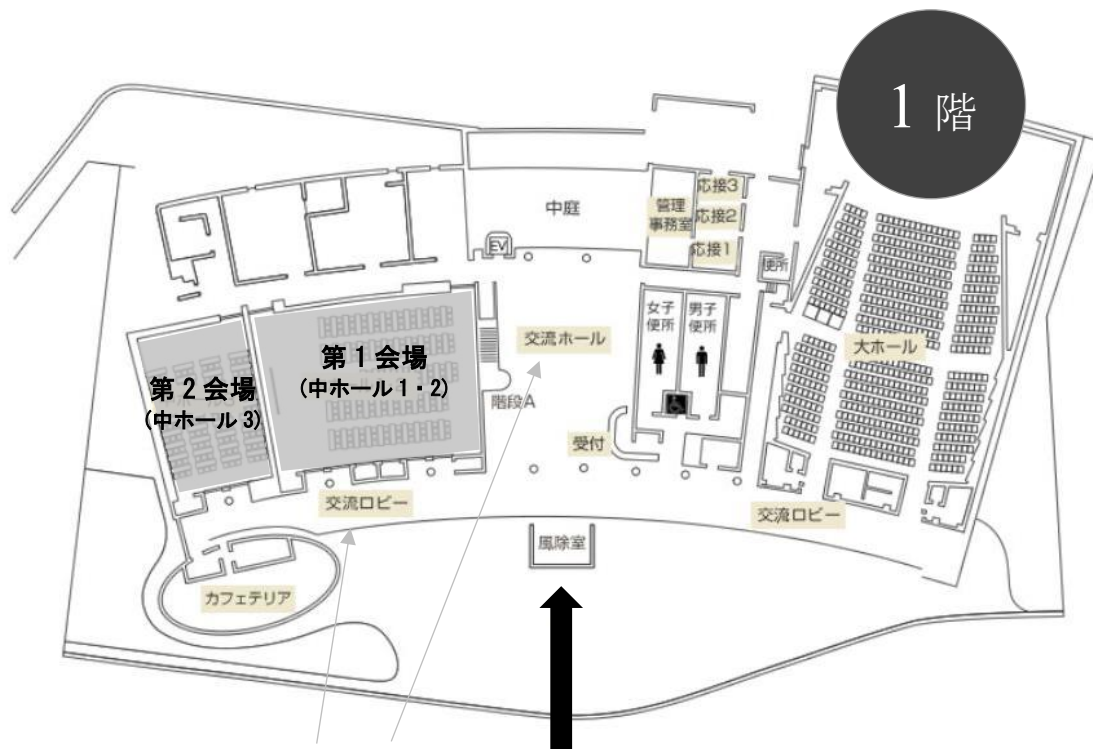 1 階
応接3
中庭
管理
事務室
応接2
EV
応接1
便所
女子
便所
男子
便所
交流ホール
大ホール
第 1 会場
(中ホール 1・2)
第 2 会場
(中ホール 3)
階段A
受付
交流ロビー
交流ロビー
風除室
カフェテリア